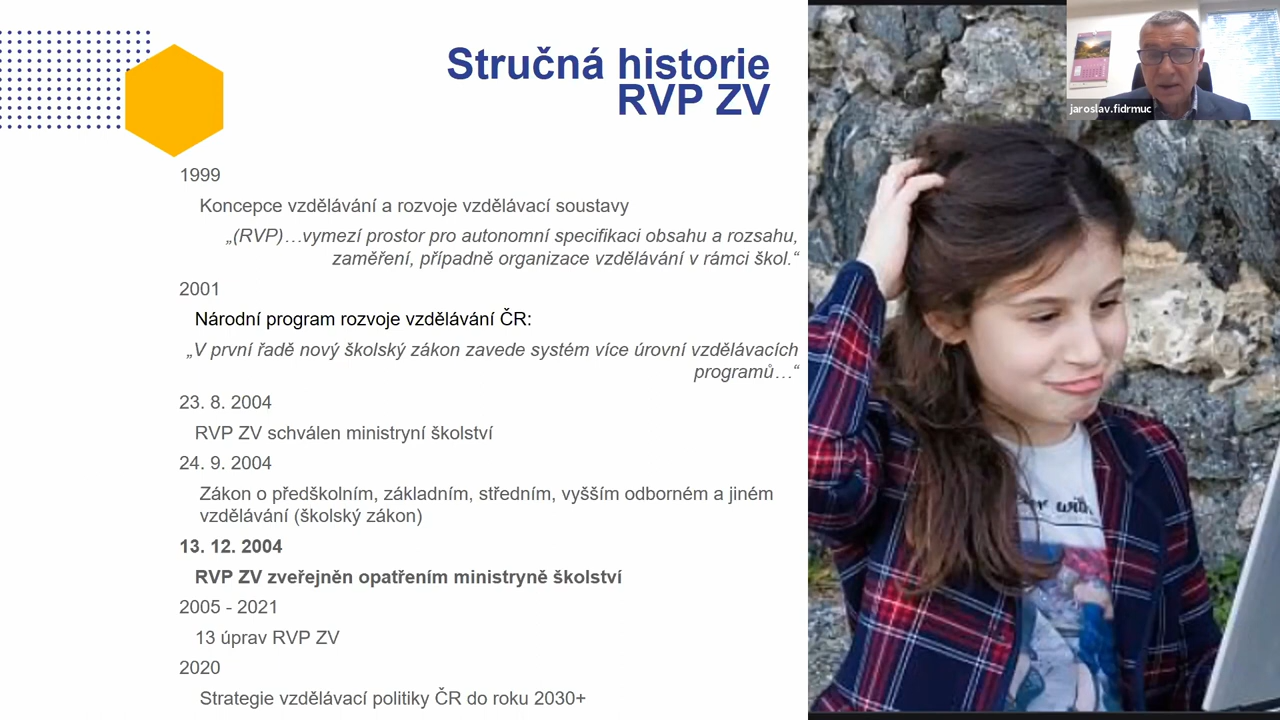 Stručná historie
RVP ZV
jaroslav.fidrmuc
1999
Koncepce vzdělávání a rozvoje vzdělávací soustavy
„(RVP)…vymezí prostor pro autonomní specifikaci obsahu a rozsahu,
zaměření, případně organizace vzdělávání v rámci škol.“
2001
Národní program rozvoje vzdělávání ČR:
„V první řadě nový školský zákon zavede systém více úrovní vzdělávacích
programů…“
23. 8. 2004
RVP ZV schválen ministryní školství
24. 9. 2004
Zákon o předškolním, základním, středním, vyšším odborném a jiném
vzdělávání (školský zákon)
13. 12. 2004
RVP ZV zveřejněn opatřením ministryně školství
2005 - 2021
13 úprav RVP ZV
2020
Strategie vzdělávací politiky ČR do roku 2030+